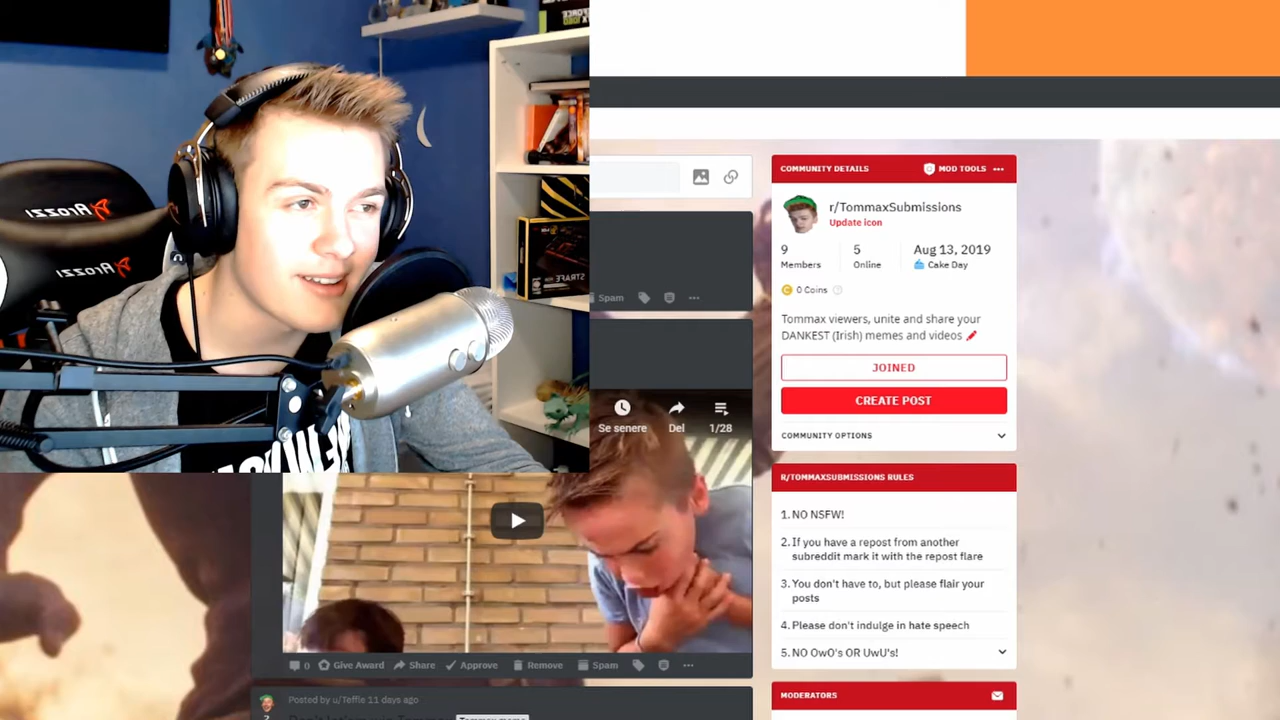 COMMUNITY DETAILS
MOD TOOLS
r/TommaxSubmissions
Update icon
9
5
Aug 13, 2019
Members
Online
Cake Day
0 Coins
Tommax viewers, unite and share your
DANKEST (Irish) memes and videos
JOINED
CREATE POST
COMMUNITY OPTIONS
R/TOMMAXSUBMISSIONS RULES
1. NO NSFW!
2. If you have a repost from another
subreddit mark it with the repost flare
3. You don't have to, but please flair your
posts
4. Please don't indulge in hate speech
5. NO OwO's OR UwU's!
MODERATORS
Spam
Se senere
Del
1/28
0
Give Award
Share
Approve
Remove
Spam
Posted by u/Teffie 11 days ago
Tommax meme
AROZZI
AROZZI
STRAFE